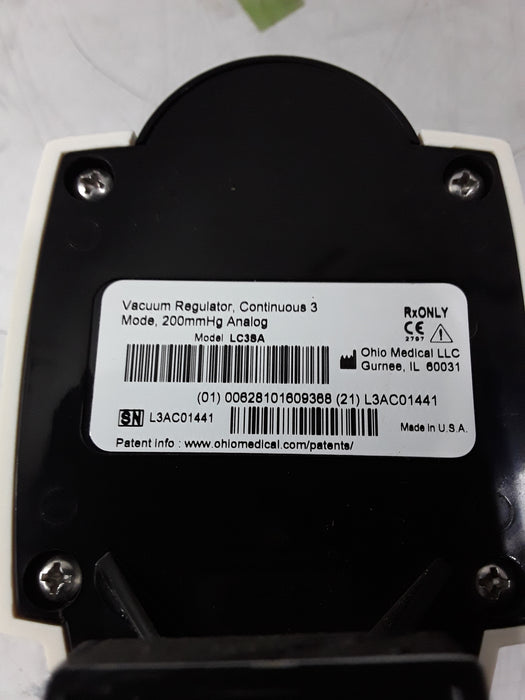 Vacuum Regulator, Continuous 3
Mode, 200mmHg Analog
Model LC3SA
RxONLY
CE
2797
Ohio Medical LLC
Gurnee, IL 60031
(01) 00628101609368 (21) L3AC01441
SN L3AC01441
Made in U.S.A.
Patent Info : www.ohiomedical.com/patents/